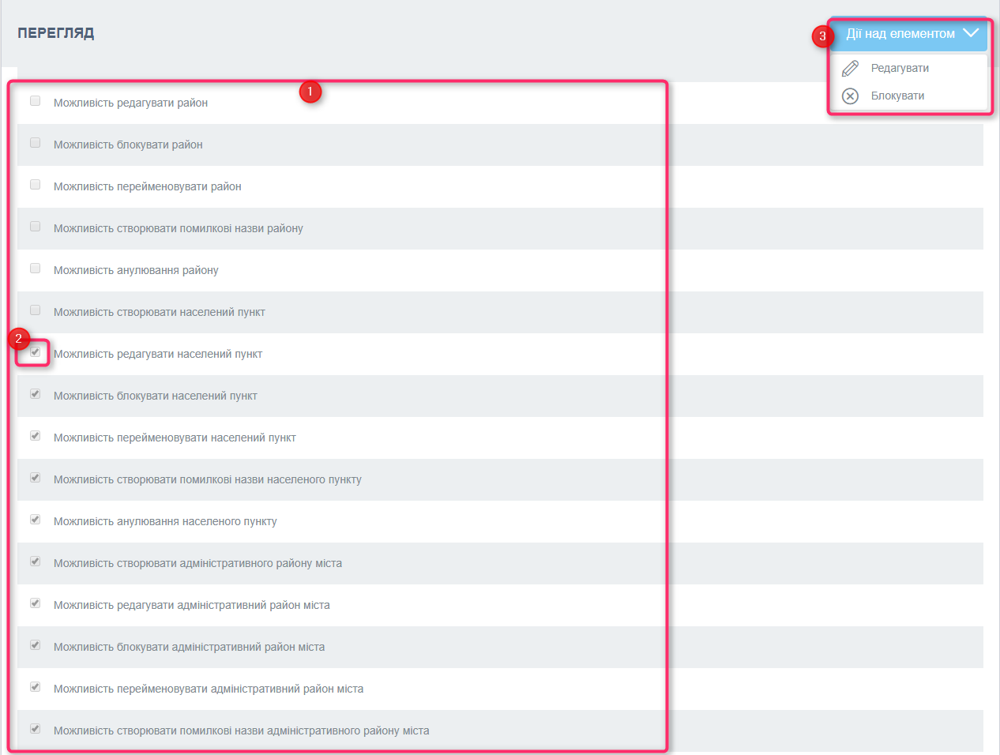 ПЕРЕГЛЯД
3
Дії над елементом
Редагувати
Блокувати
1
Можливість редагувати район
Можливість блокувати район
Можливість перейменовувати район
Можливість створювати помилкові назви району
Можливість анулювання району
Можливість створювати населений пункт
2
Можливість редагувати населений пункт
Можливість блокувати населений пункт
Можливість перейменовувати населений пункт
Можливість створювати помилкові назви населеного пункту
Можливість анулювання населеного пункту
Можливість створювати адміністративного району міста
Можливість редагувати адміністративний район міста
Можливість блокувати адміністративний район міста
Можливість перейменовувати адміністративний район міста
Можливість створювати помилкові назви адміністративного району міста